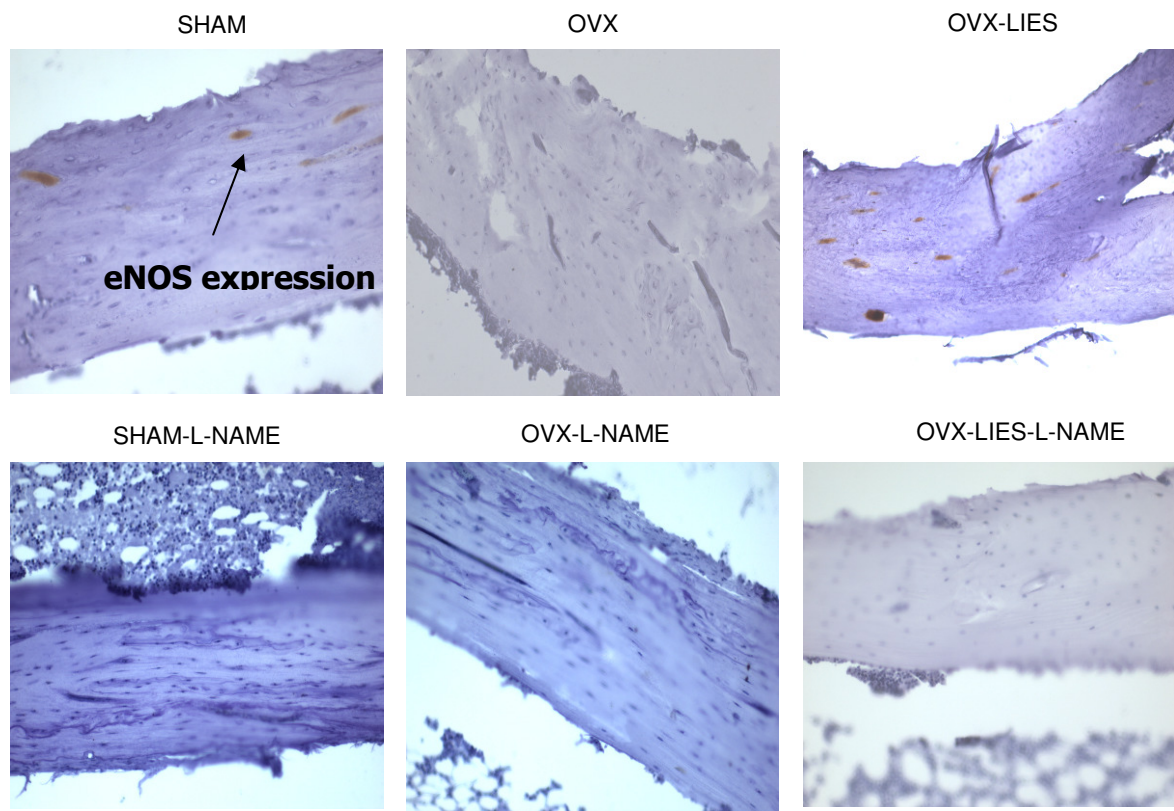 SHAM
OVX
OVX-LIES
eNOS expression
SHAM-L-NAME
OVX-L-NAME
OVX-LIES-L-NAME